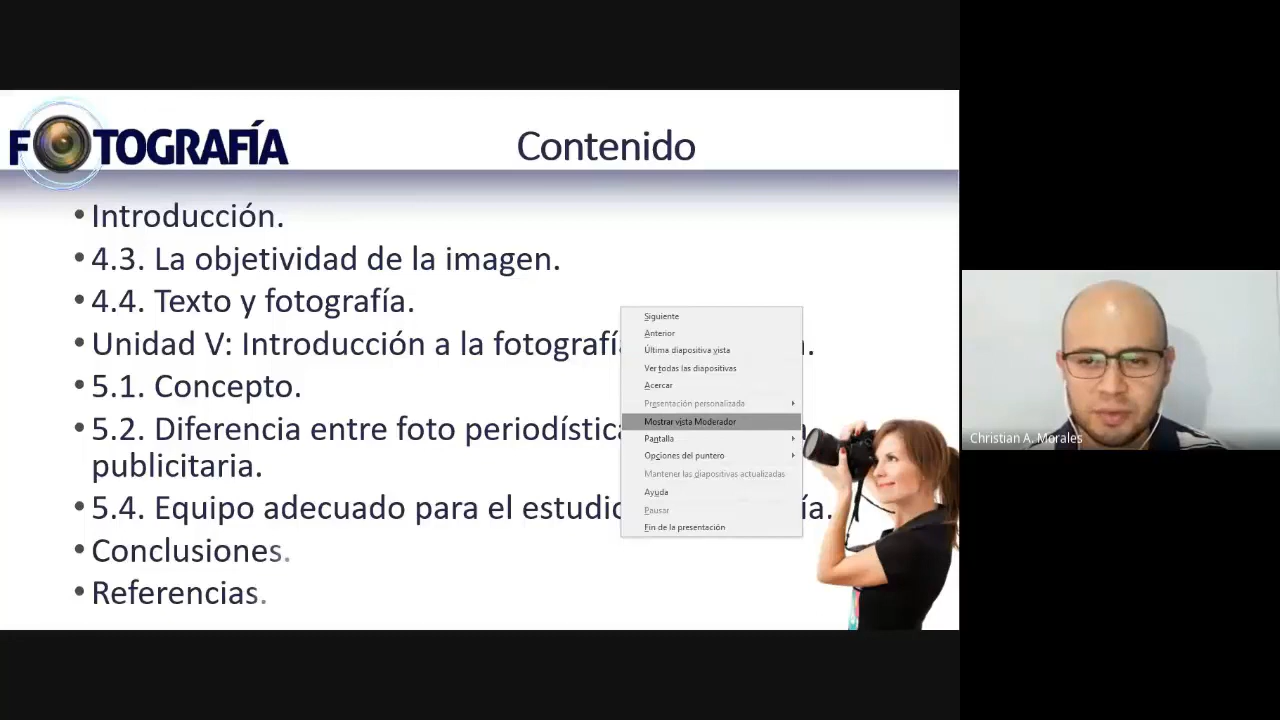 FOTOGRAFÍA
Contenido
• Introducción.
• 4.3. La objetividad de la imagen.
• 4.4. Texto y fotografía.
• Unidad V: Introducción a la
• 5.1. Concepto.
• 5.2. Diferencia entre foto
publicitaria.
• 5.4. Equipo adecuado para el
• Conclusiones.
• Referencias.
Siguiente
Anterior
Última diapositiva vista
Ver todas las diapositivas
Acercar
Presentación personalizada
Mostrar vista Moderador
Pantalla
Opciones del puntero
Mantener las diapositivas actualizadas
Ayuda
Pausar
Fin de la presentación
Christian A. Morales